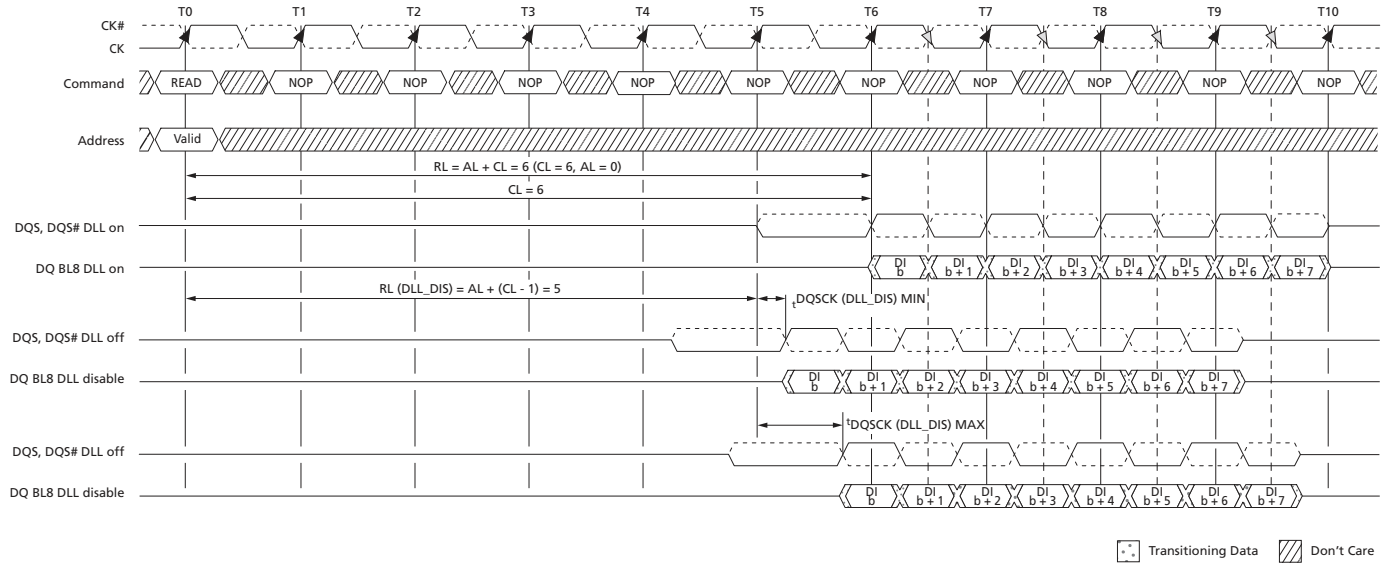 T0 T1 T2 T3 T4 T5 T6 T7 T8 T9 T10
CK#
CK
Command READ NOP NOP NOP NOP NOP NOP NOP NOP NOP NOP
Address Valid
RL = AL + CL = 6 (CL = 6, AL = 0)
CL = 6
DQS, DQS# DLL on
DQ BL8 DLL on DI b DI b + 1 DI b + 2 DI b + 3 DI b + 4 DI b + 5 DI b + 6 DI b + 7
RL (DLL_DIS) = AL + (CL - 1) = 5
tDQSCK (DLL_DIS) MIN
DQS, DQS# DLL off
DQ BL8 DLL disable DI b DI b + 1 DI b + 2 DI b + 3 DI b + 4 DI b + 5 DI b + 6 DI b + 7
tDQSCK (DLL_DIS) MAX
DQS, DQS# DLL off
DQ BL8 DLL disable DI b DI b + 1 DI b + 2 DI b + 3 DI b + 4 DI b + 5 DI b + 6 DI b + 7
Transitioning Data Don't Care